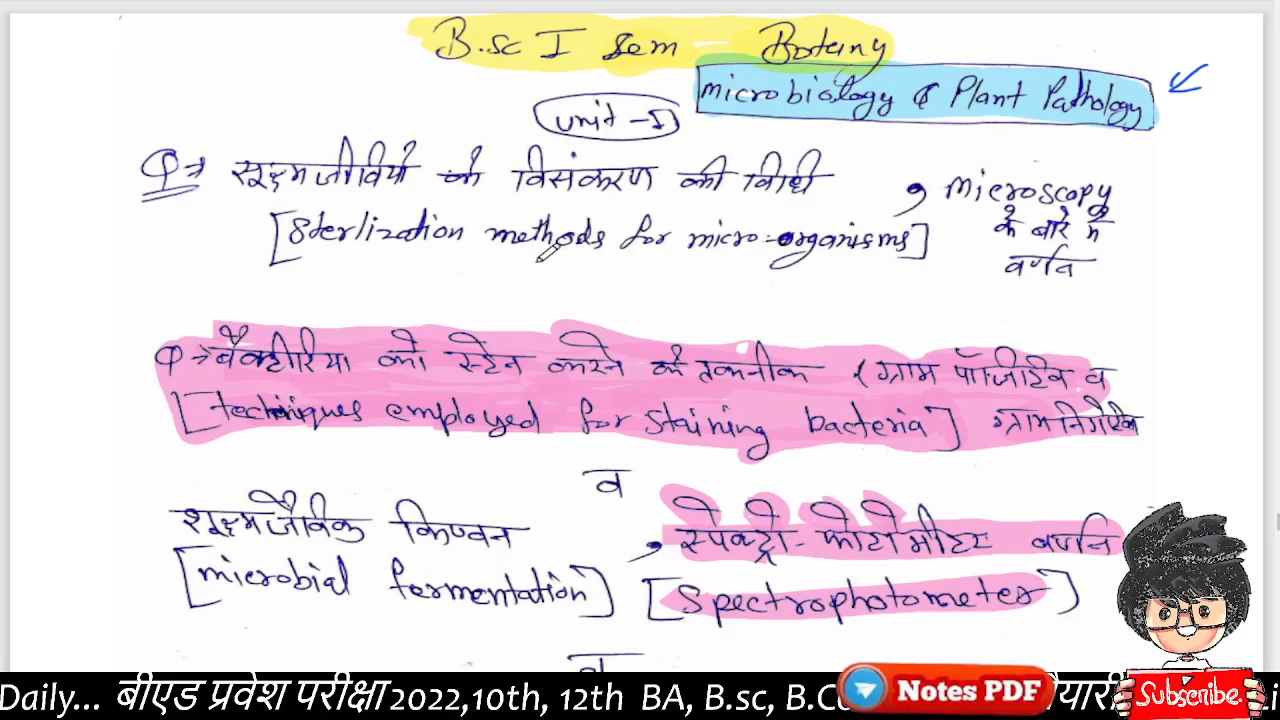 B.sc I sem Botany
microbiology & Plant Pathology
unit-I
Q→ सूक्ष्मजीवियों के विसंकरण की विधि , microscopy
के बारे में
[Sterlization methods for micro-organisms]
वर्णन
Q→ बैक्टीरिया को स्टेन करने के तकनीक (ग्राम पॉजिटिव व
[techniques employed for staining bacteria] ग्राम निगेटिव
व
शूक्ष्मजैविक किण्वन , स्पेक्ट्रो-फोटोमीटर वर्णन
[microbial fermentation] [Spectrophotometer]
Daily... बीएड प्रवेश परीक्षा 2022,10th, 12th BA, B.sc, B.C
Notes PDF
Subscribe